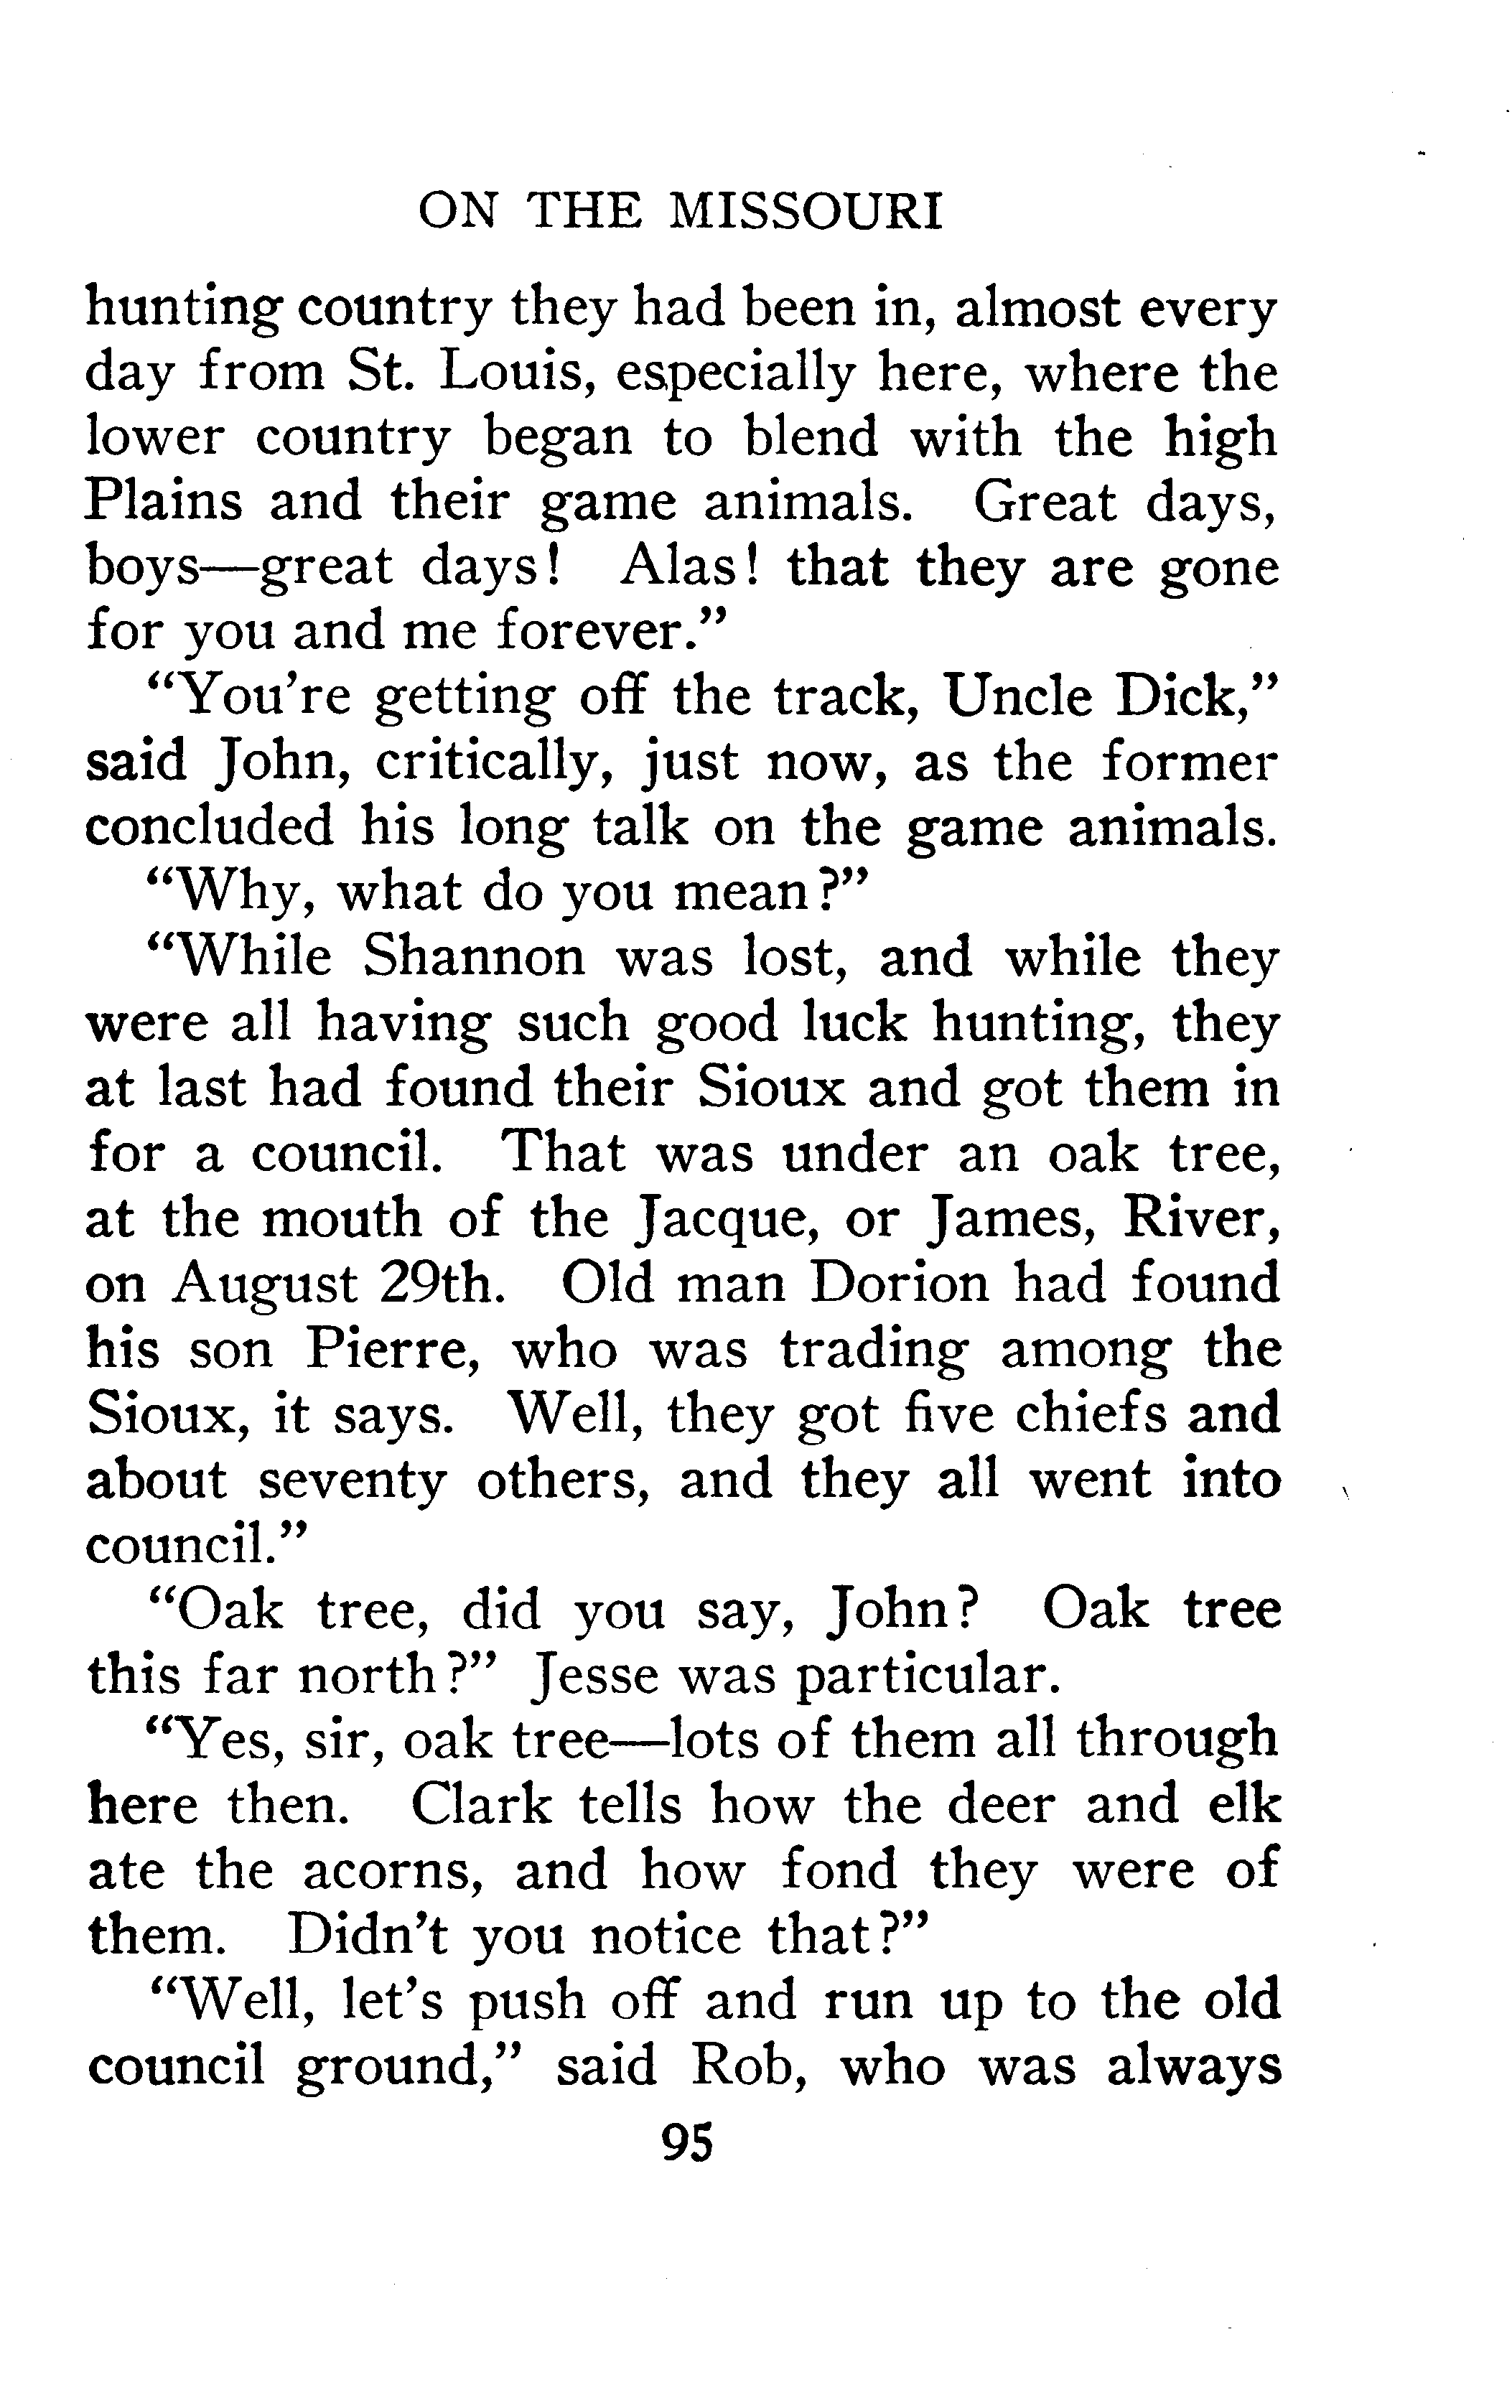 ON THE MISSOURI
hunting country they had been in, almost every
day from St. Louis, especially here, where the
lower country began to blend with the high
Plains and their game animals. Great days,
boys—great days! Alas! that they are gone
for you and me forever.”
“You're getting off the track, Uncle Dick,”
said John, critically, just now, as the former
concluded his long talk on the game animals.
“Why, what do you mean?”
“While Shannon was lost, and while they
were all having such good luck hunting, they
at last had found their Sioux and got them in
for a council. That was under an oak tree,
at the mouth of the Jacque, or James, River,
on August 29th. Old man Dorion had found
his son Pierre, who was trading among the
Sioux, it says. Well, they got five chiefs and
about seventy others, and they all went into
council.”
“Oak tree, did you say, John? Oak tree
this far north?” Jesse was particular.
“Yes, sir, oak tree—lots of them all through
here then. Clark tells how the deer and elk
ate the acorns, and how fond they were of
them. Didn't you notice that?”
“Well, let's push off and run up to the old
council ground,” said Rob, who was always
95